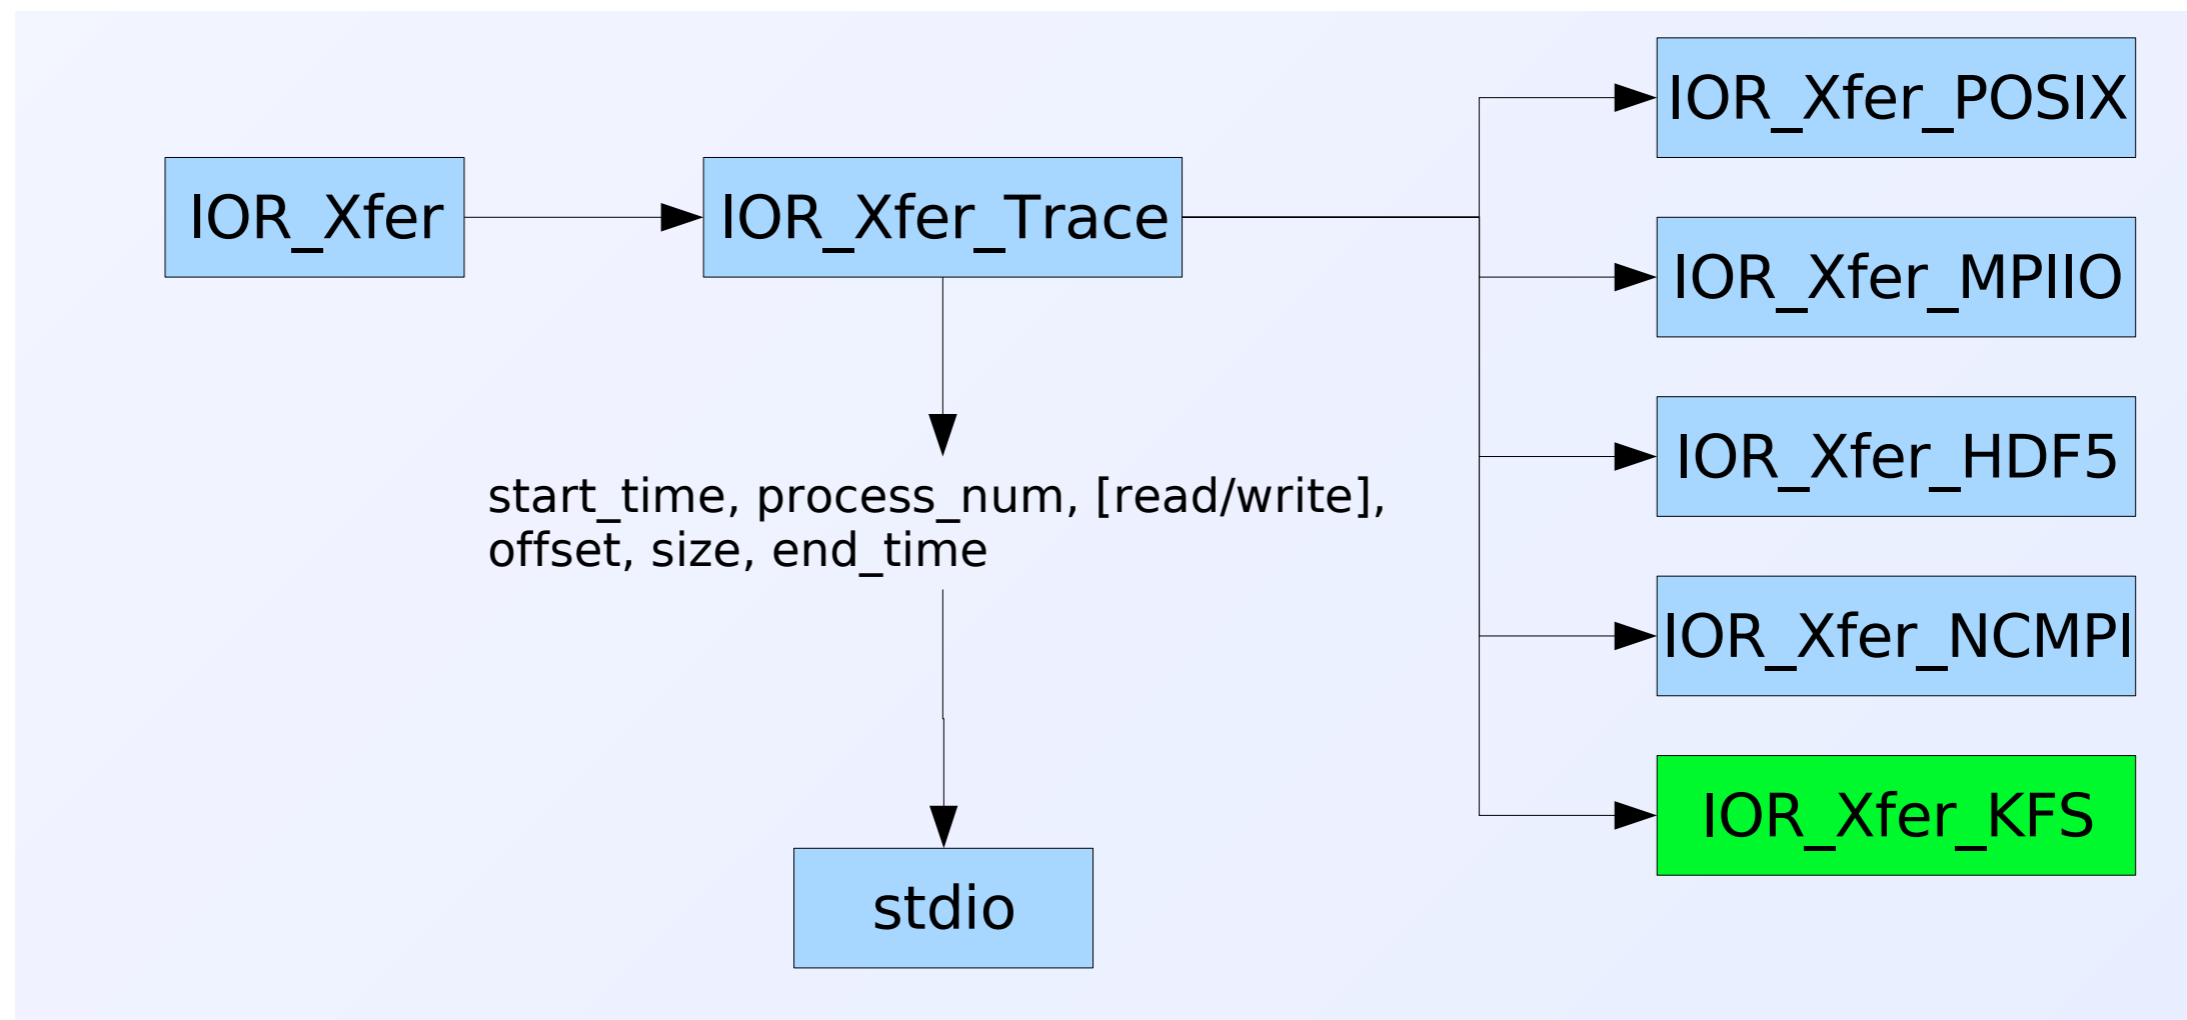 IOR_Xfer
IOR_Xfer_Trace
start_time, process_num, [read/write],
offset, size, end_time
stdio
IOR_Xfer_POSIX
IOR_Xfer_MPIIO
IOR_Xfer_HDF5
IOR_Xfer_NCMPI
IOR_Xfer_KFS